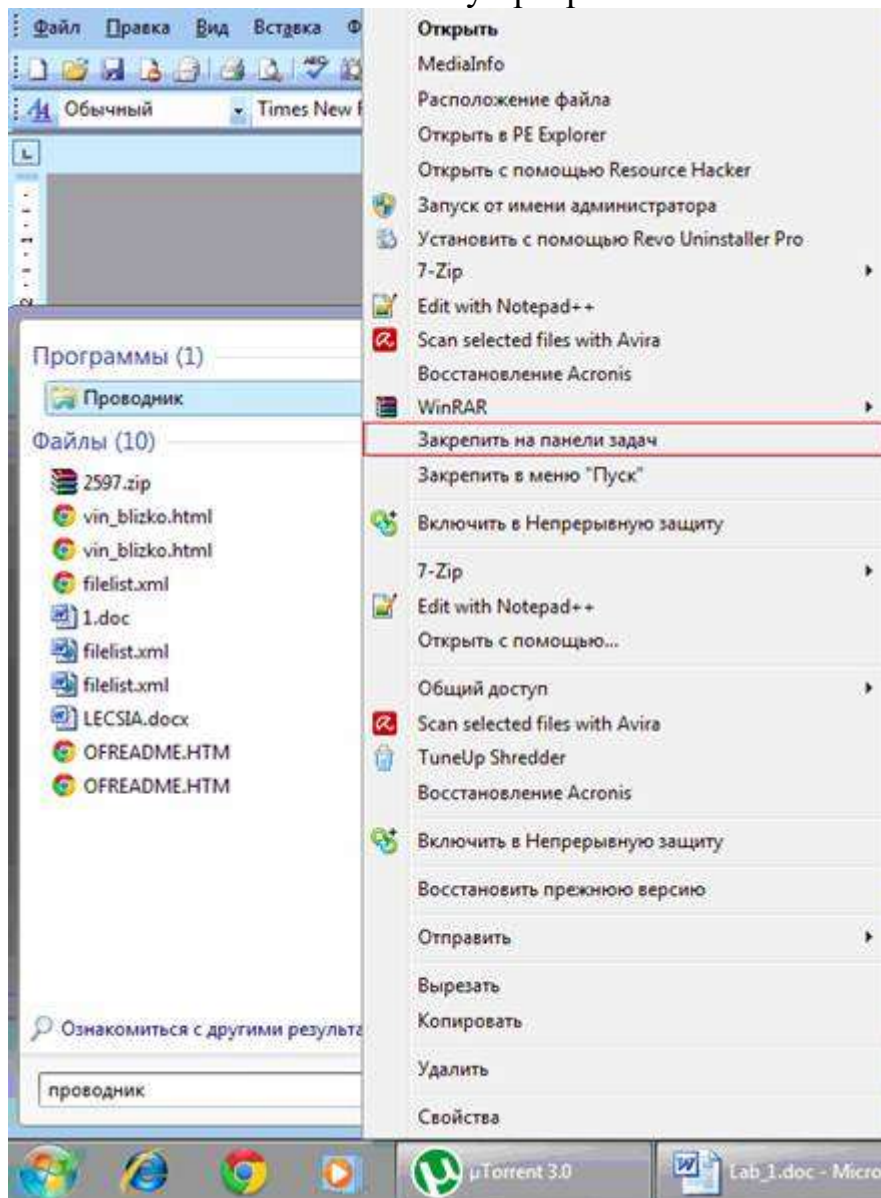 Файл Правка Вид Вставка Ф
Обычный Times New R
Открыть
MediaInfo
Расположение файла
Открыть в PE Explorer
Открыть с помощью Resource Hacker
Запуск от имени администратора
Установить с помощью Revo Uninstaller Pro
7-Zip
Edit with Notepad++
Scan selected files with Avira
Восстановление Acronis
WinRAR
Закрепить на панели задач
Закрепить в меню "Пуск"
Включить в Непрерывную защиту
7-Zip
Edit with Notepad++
Открыть с помощью...
Общий доступ
Scan selected files with Avira
TuneUp Shredder
Восстановление Acronis
Включить в Непрерывную защиту
Восстановить прежнюю версию
Отправить
Вырезать
Копировать
Удалить
Свойства
Программы (1)
Проводник
Файлы (10)
2597.zip
vin_blizko.html
vin_blizko.html
filelist.xml
1.doc
filelist.xml
filelist.xml
LECSIA.docx
OFREADME.HTM
OFREADME.HTM
Ознакомиться с другими результа
проводник
µTorrent 3.0
Lab_1.doc - Micro